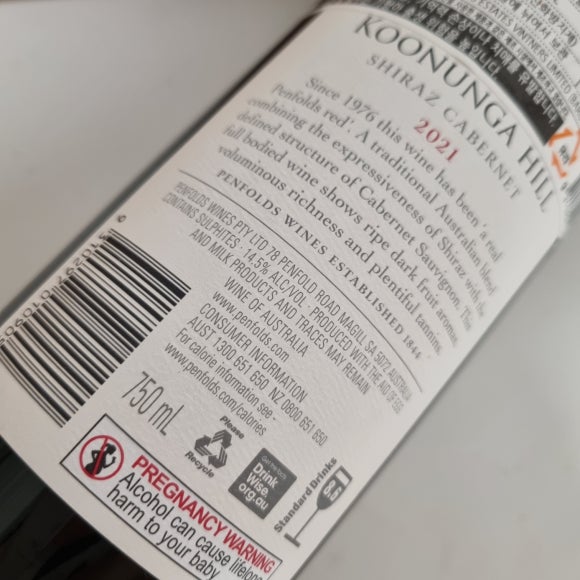 KOONUNGA HILL
SHIRAZ CABERNET
2021
Since 1976 this wine has been 'a real
Penfolds red'. A traditional Australian blend
combining the expressiveness of Shiraz with the
defined structure of Cabernet Sauvignon. This
full bodied wine shows ripe dark fruit aromas,
voluminous richness and plentiful tannins.
PENFOLDS WINES ESTABLISHED 1844
PENFOLDS WINES PTY LTD 78 PENFOLD ROAD MAGILL SA 5072 AUSTRALIA
CONTAINS SULPHITES · 14.5% ALC/VOL · PRODUCED WITH THE AID OF EGG
AND MILK PRODUCTS AND TRACES MAY REMAIN
WINE OF AUSTRALIA
www.penfolds.com
CONSUMER INFORMATION
AUST 1300 651 650 NZ 0800 651 650
For calorie information see -
www.penfolds.com/calories
750 mL
Please
Recycle
Get the facts
Drink
Wise.
org.au
8.6
Standard Drinks
PREGNANCY WARNING
Alcohol can cause lifelong
harm to your baby